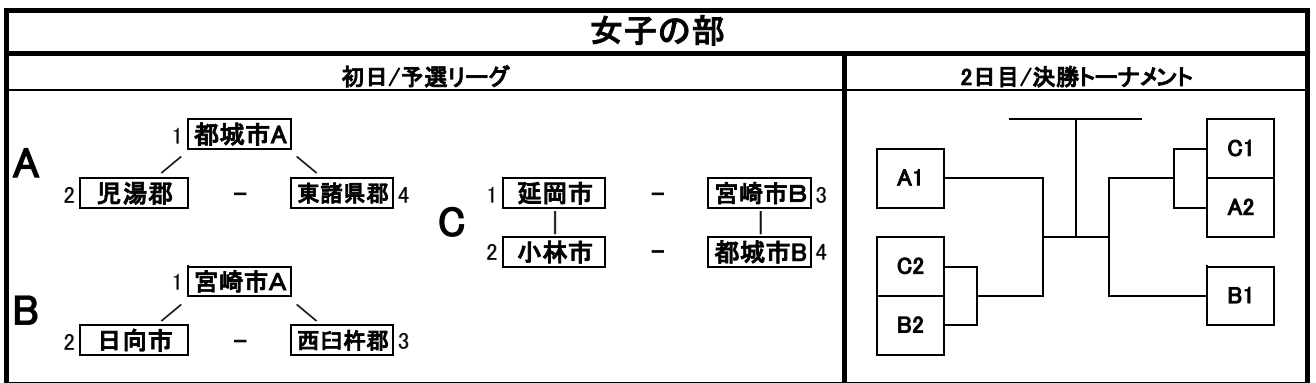 女子の部
初日/予選リーグ
2日目/決勝トーナメント
A
1 都城市A
2 児湯郡 － 東諸県郡 4
B
1 宮崎市A
2 日向市 － 西臼杵郡 3
C
1 延岡市 － 宮崎市B 3
2 小林市 － 都城市B 4
A1
C2
B2
C1
A2
B1